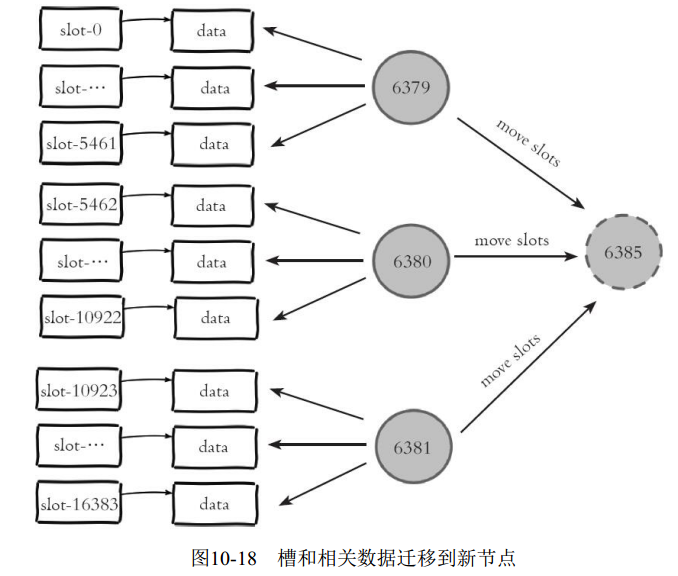 slot-0 data
slot-… data
slot-5461 data
6379
move slots
slot-5462 data
slot-… data
slot-10922 data
6380
move slots
6385
slot-10923 data
slot-… data
slot-16383 data
6381
move slots
图10-18 槽和相关数据迁移到新节点